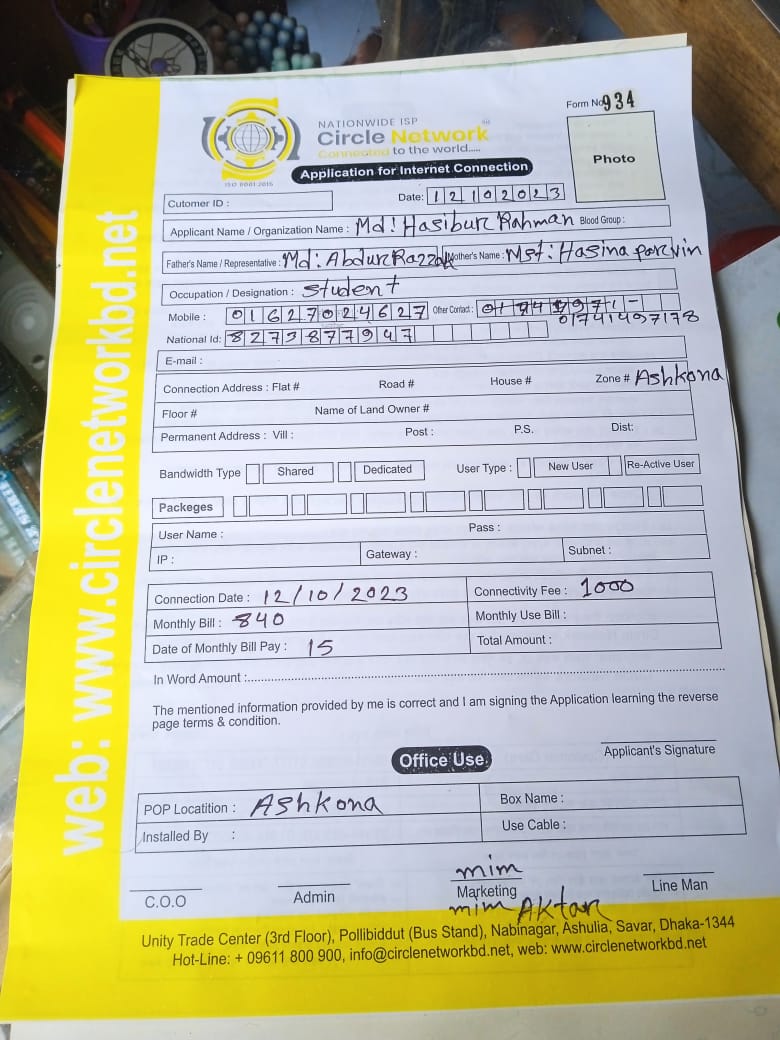 Form No 934
NATIONWIDE ISP
Circle Network
Connected to the world.....
ISO 9001 2015
Photo
Application for Internet Connection
Cutomer ID :
Date: 12102023
Applicant Name / Organization Name : Md: Hasibur Rahman Blood Group :
Father's Name / Representative : Md: Abdur Razzak Mother's Name : Mst: Hasina parvin
Occupation / Designation : Student
Mobile : 01627024627 Other Contact :
01741497178
National Id: 8273877947
E-mail :
Connection Address : Flat # Road # House # Zone # Ashkona
Floor # Name of Land Owner #
Permanent Address : Vill : Post : P.S. Dist:
Bandwidth Type Shared Dedicated User Type : New User Re-Active User
Packeges
User Name : Pass :
IP : Gateway : Subnet :
Connection Date : 12/10/2023 Connectivity Fee : 1000
Monthly Bill : 840 Monthly Use Bill :
Date of Monthly Bill Pay : 15 Total Amount :
In Word Amount :
The mentioned information provided by me is correct and I am signing the Application learning the reverse
page terms & condition.
Applicant's Signature
Office Use
POP Locatition : Ashkona Box Name :
Installed By : Use Cable :
mim
C.O.O Admin Marketing Line Man
mim Aktar
Unity Trade Center (3rd Floor), Pollibiddut (Bus Stand), Nabinagar, Ashulia, Savar, Dhaka-1344
Hot-Line: + 09611 800 900, info@circlenetworkbd.net, web: www.circlenetworkbd.net
web: www.circlenetworkbd.net